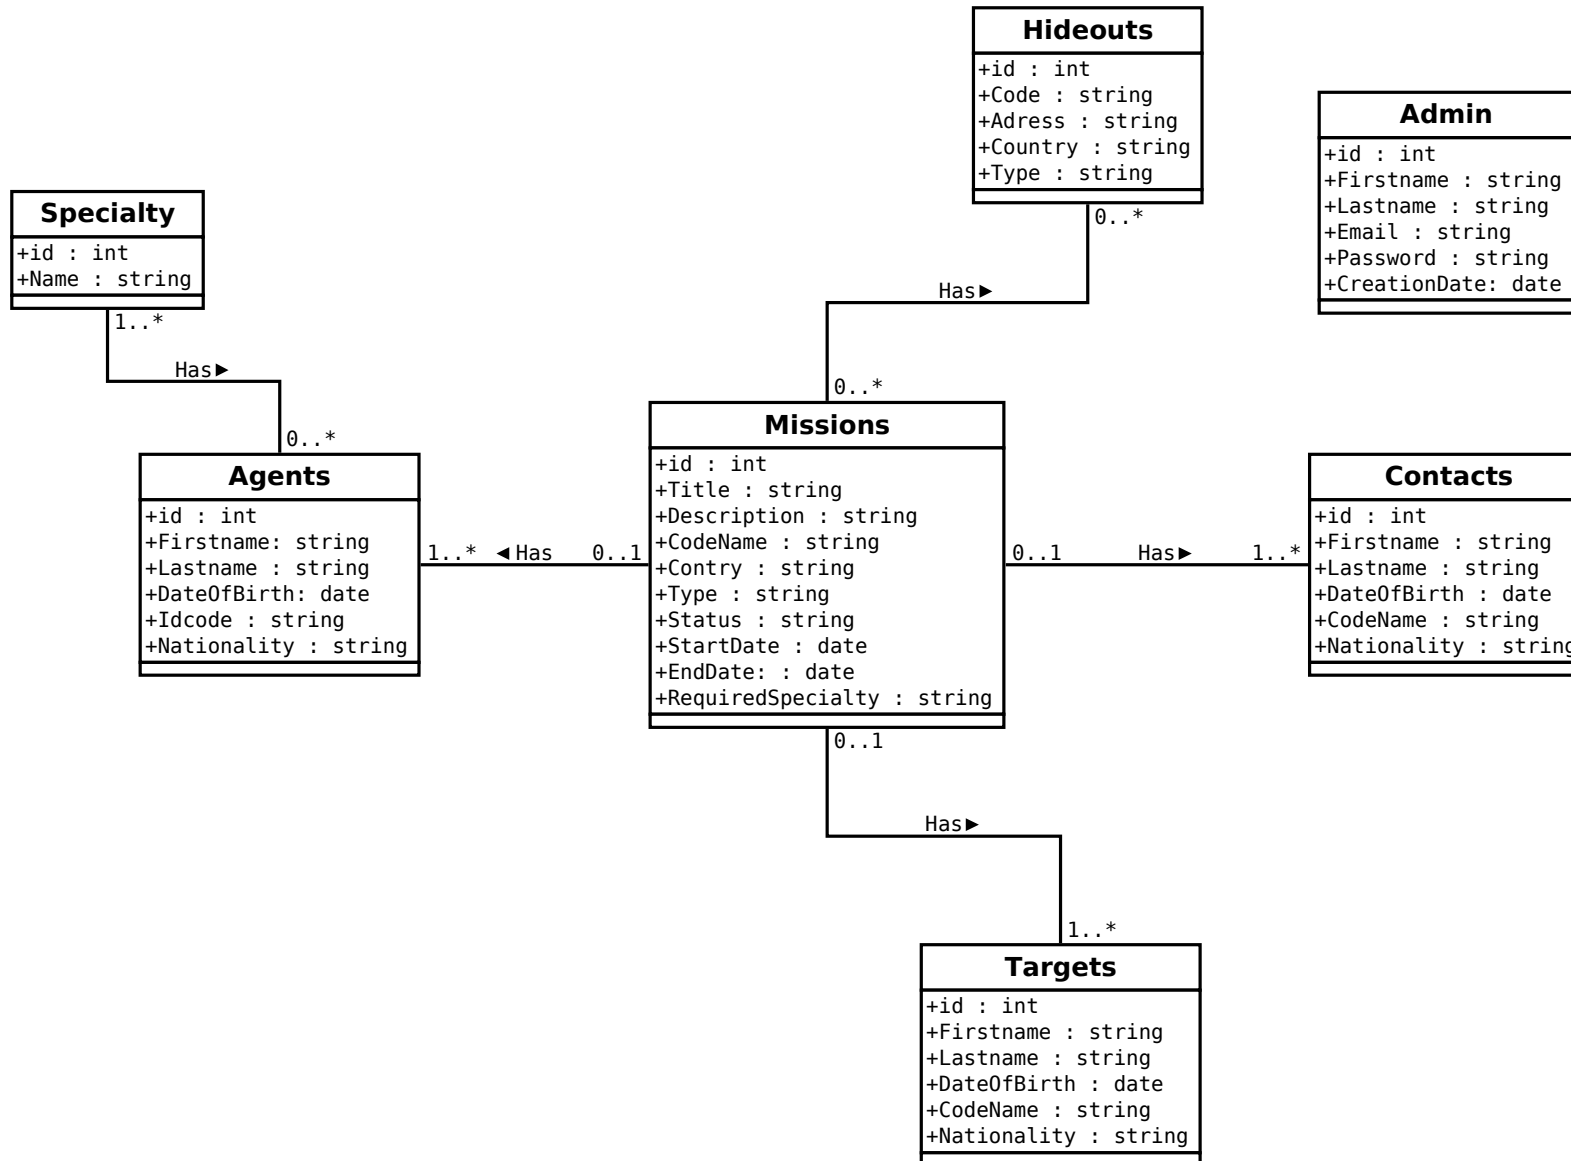 Hideouts
+id : int
+Code : string
+Adress : string
+Country : string
+Type : string
0..*
Admin
+id : int
+Firstname : string
+Lastname : string
+Email : string
+Password : string
+CreationDate: date
Specialty
+id : int
+Name : string
1..*
Has►
0..*
Has►
0..*
Agents
+id : int
+Firstname: string
+Lastname : string
+DateOfBirth: date
+Idcode : string
+Nationality : string
1..* ◄Has 0..1
Missions
+id : int
+Title : string
+Description : string
+CodeName : string
+Contry : string
+Type : string
+Status : string
+StartDate : date
+EndDate: : date
+RequiredSpecialty : string
0..1 Has► 1..*
Contacts
+id : int
+Firstname : string
+Lastname : string
+DateOfBirth : date
+CodeName : string
+Nationality : string
0..1
Has►
1..*
Targets
+id : int
+Firstname : string
+Lastname : string
+DateOfBirth : date
+CodeName : string
+Nationality : string